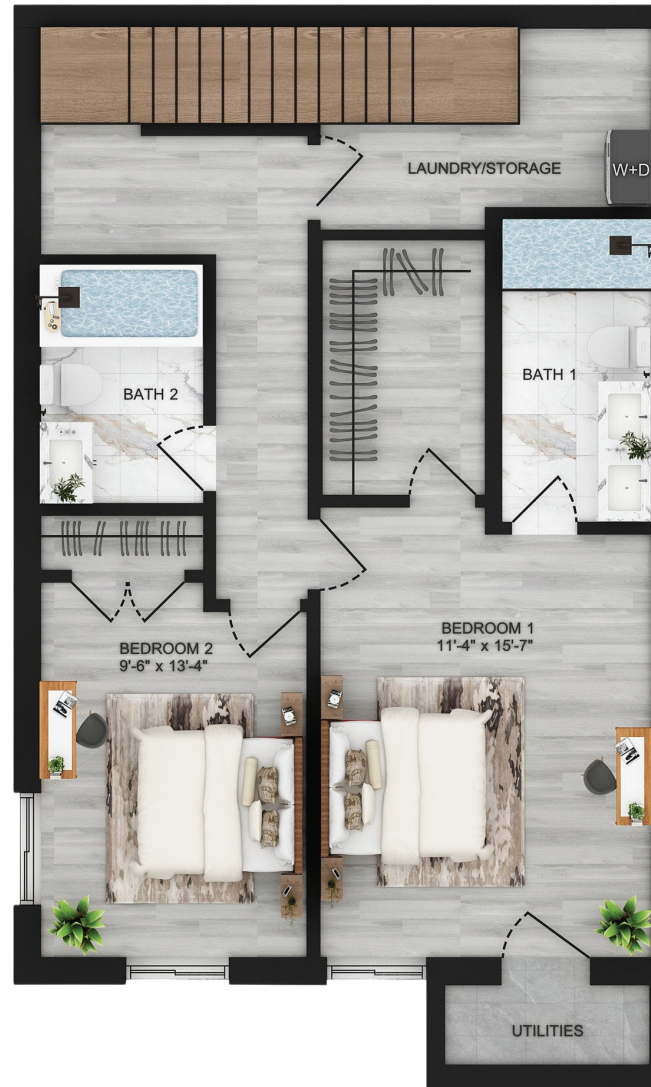 LAUNDRY/STORAGE
W+D
BATH 2
BATH 1
BEDROOM 1
11'-4" x 15'-7"
BEDROOM 2
9'-6" x 13'-4"
UTILITIES